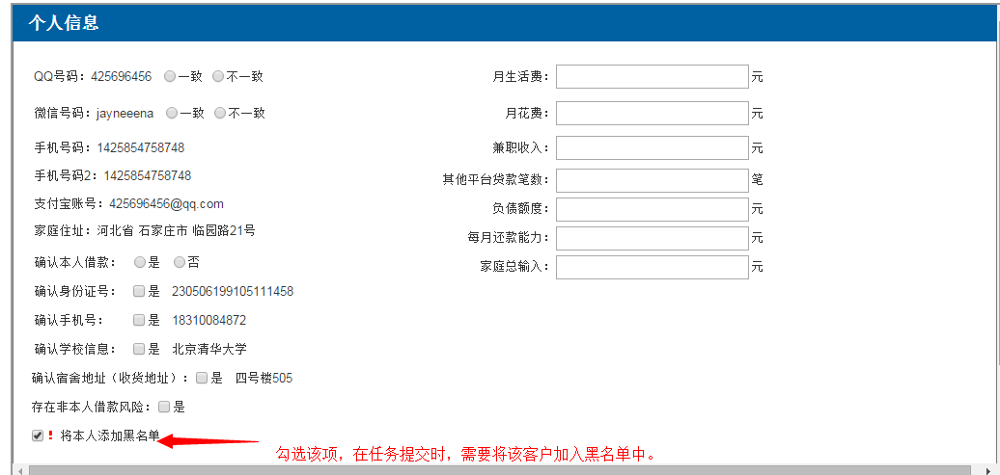 个人信息
QQ号码：425696456 一致 不一致
月生活费： 元
微信号码：jayneeena 一致 不一致
月花费： 元
手机号码：1425854758748
兼职收入： 元
手机号码2：1425854758748
其他平台贷款笔数： 笔
支付宝账号：425696456@qq.com
负债额度： 元
家庭住址：河北省 石家庄市 临园路21号
每月还款能力： 元
确认本人借款： 是 否
家庭总输入： 元
确认身份证号： 是 230506199105111458
确认手机号： 是 18310084872
确认学校信息： 是 北京清华大学
确认宿舍地址（收货地址）： 是 四号楼505
存在非本人借款风险： 是
! 将本人添加黑名单
勾选该项，在任务提交时，需要将该客户加入黑名单中。